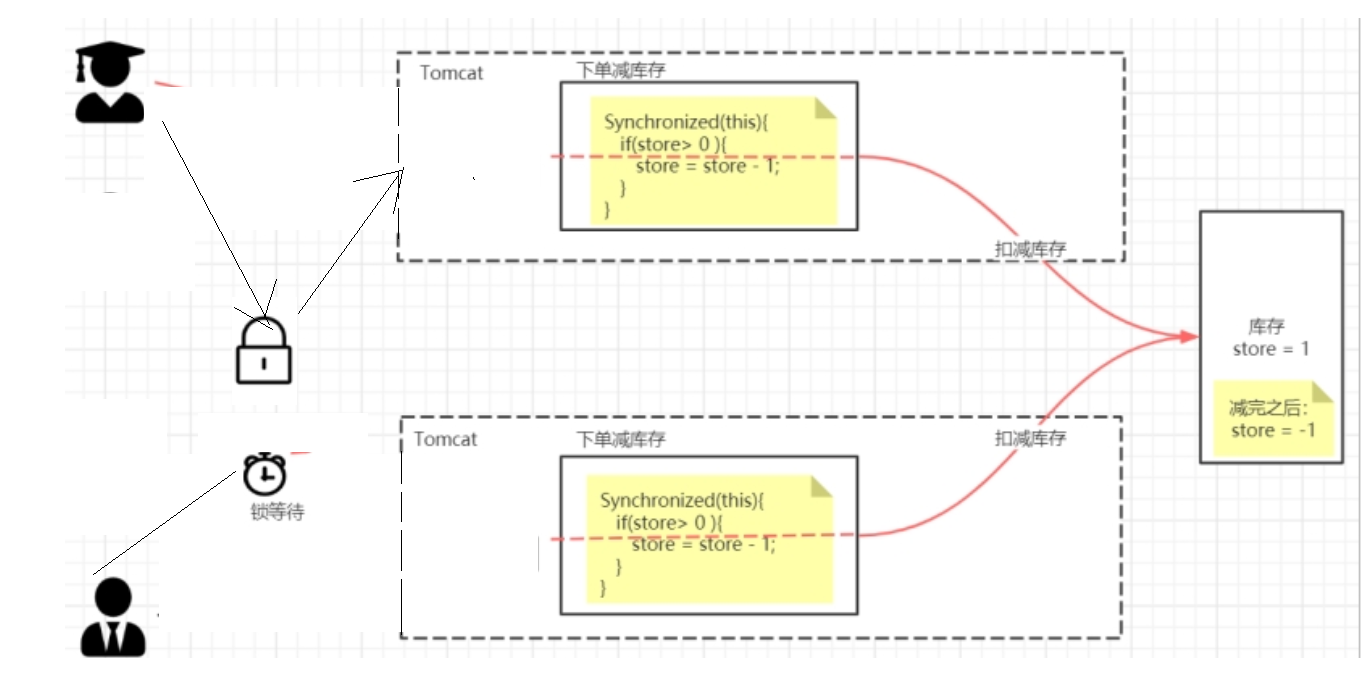 Tomcat
下单减库存
Synchronized(this){
if(store> 0 ){
store = store - 1;
}
}
扣减库存
库存
store = 1
减完之后:
store = -1
锁等待
Tomcat
下单减库存
扣减库存
Synchronized(this){
if(store> 0 ){
store = store - 1;
}
}